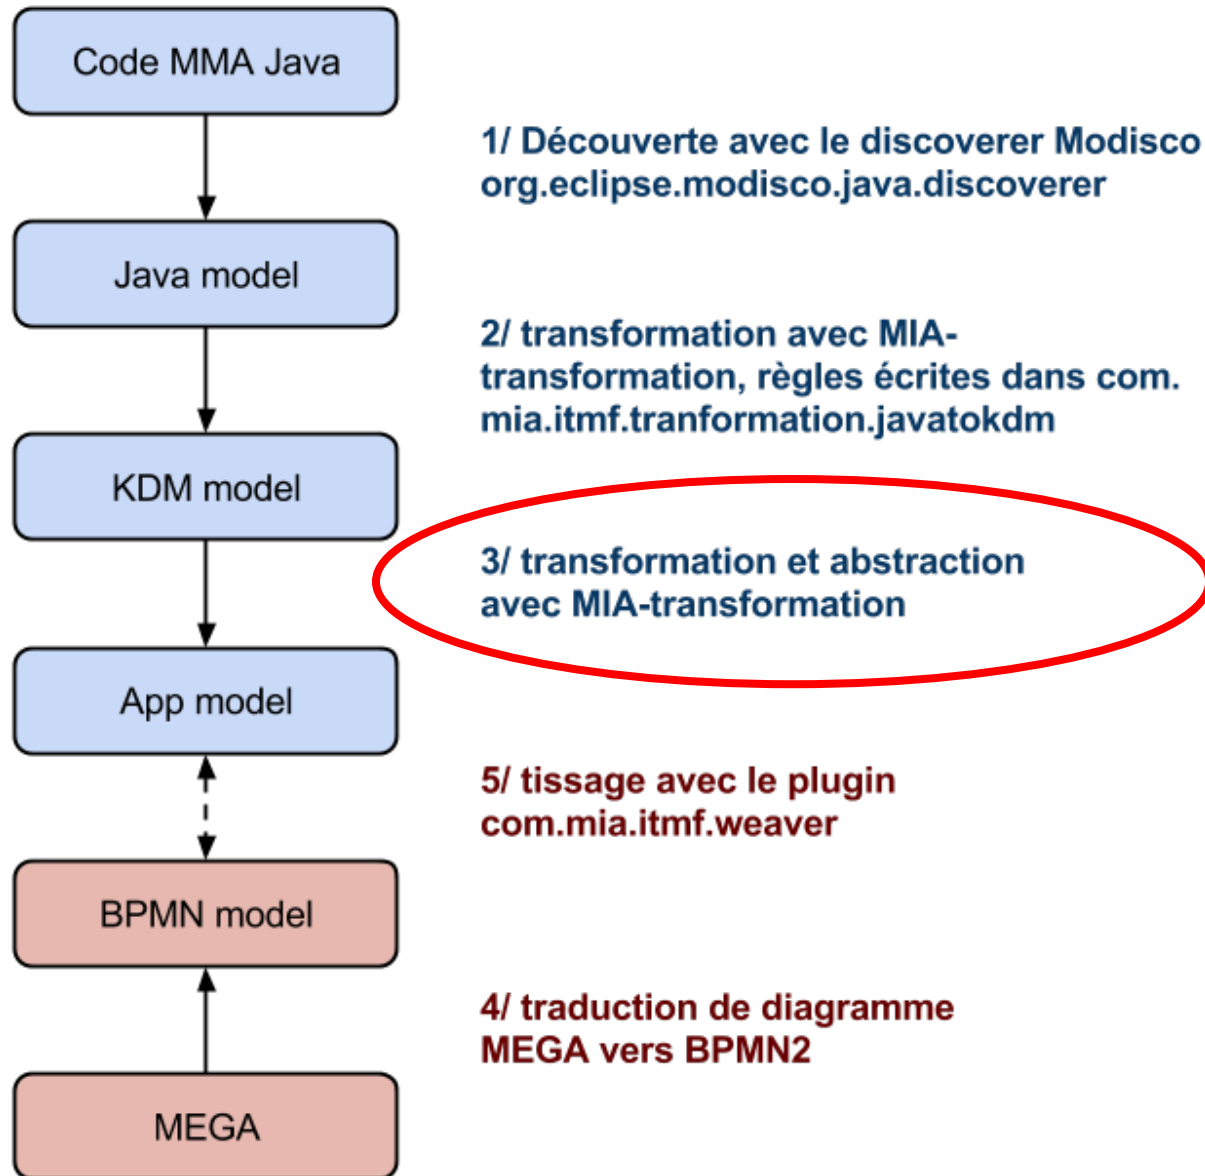 Code MMA Java
1/ Découverte avec le discoverer Modisco
org.eclipse.modisco.java.discoverer
Java model
2/ transformation avec MIA-
transformation, règles écrites dans com.
mia.itmf.tranformation.javatokdm
KDM model
3/ transformation et abstraction
avec MIA-transformation
App model
5/ tissage avec le plugin
com.mia.itmf.weaver
BPMN model
4/ traduction de diagramme
MEGA vers BPMN2
MEGA